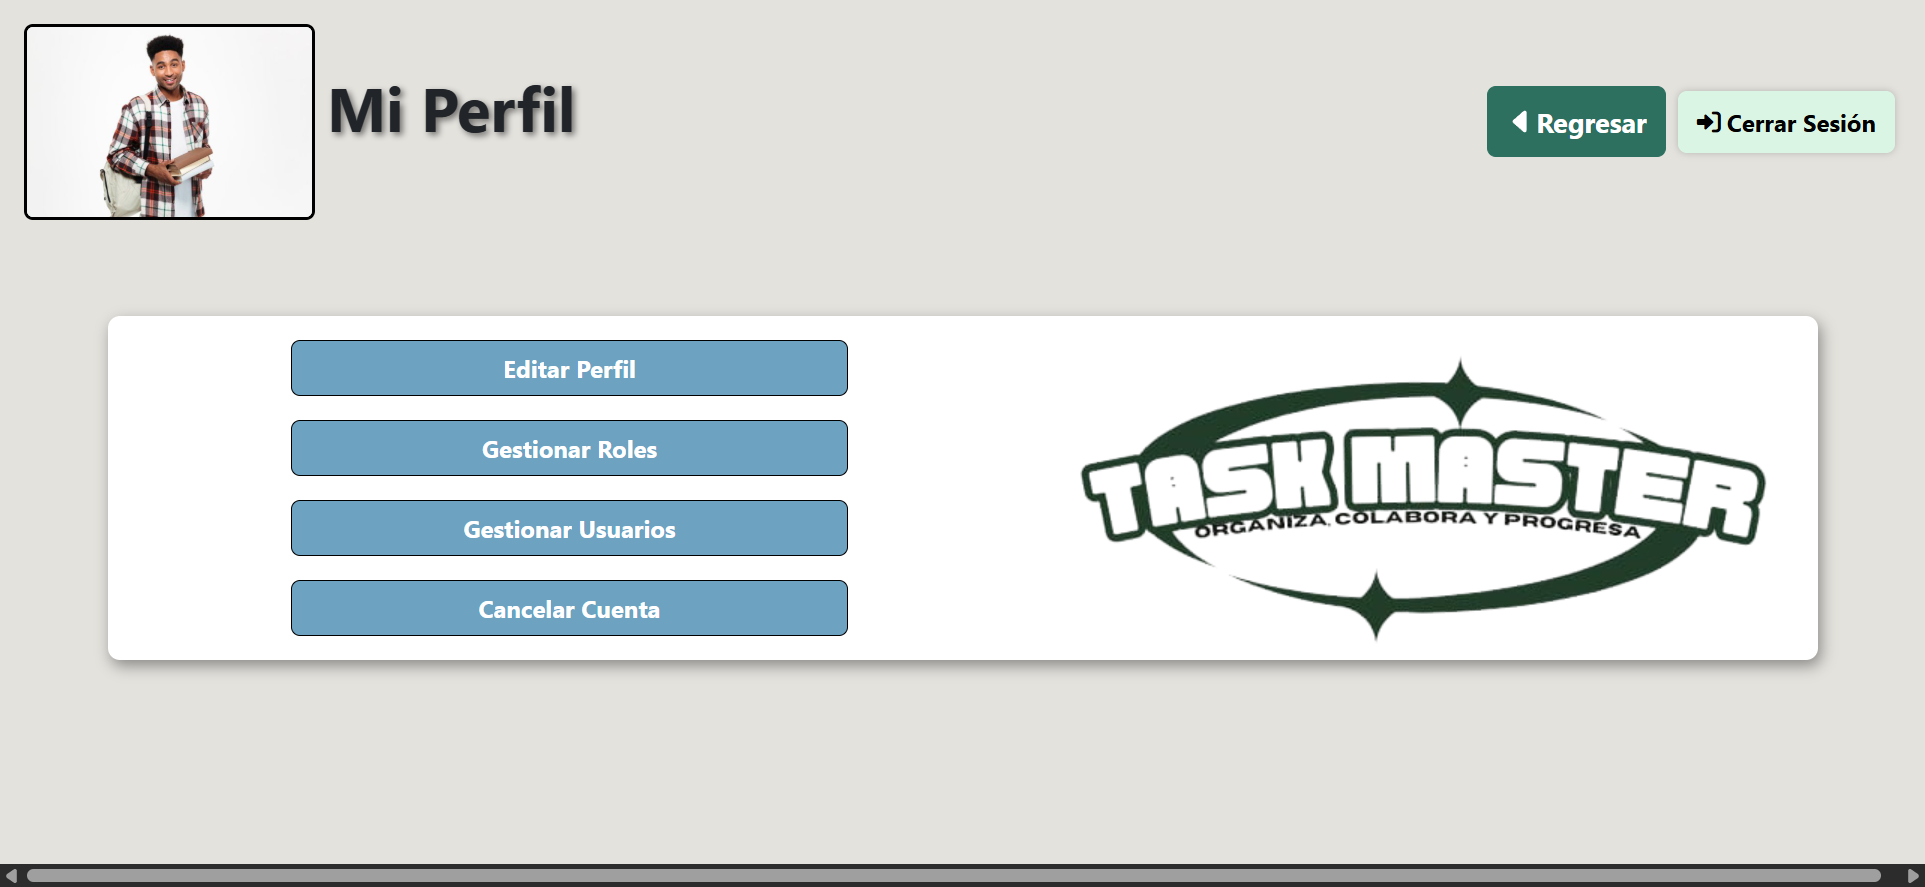 Mi Perfil
Regresar
Cerrar Sesión
Editar Perfil
Gestionar Roles
Gestionar Usuarios
Cancelar Cuenta
TASK MASTER
ORGANIZA, COLABORA Y PROGRESA